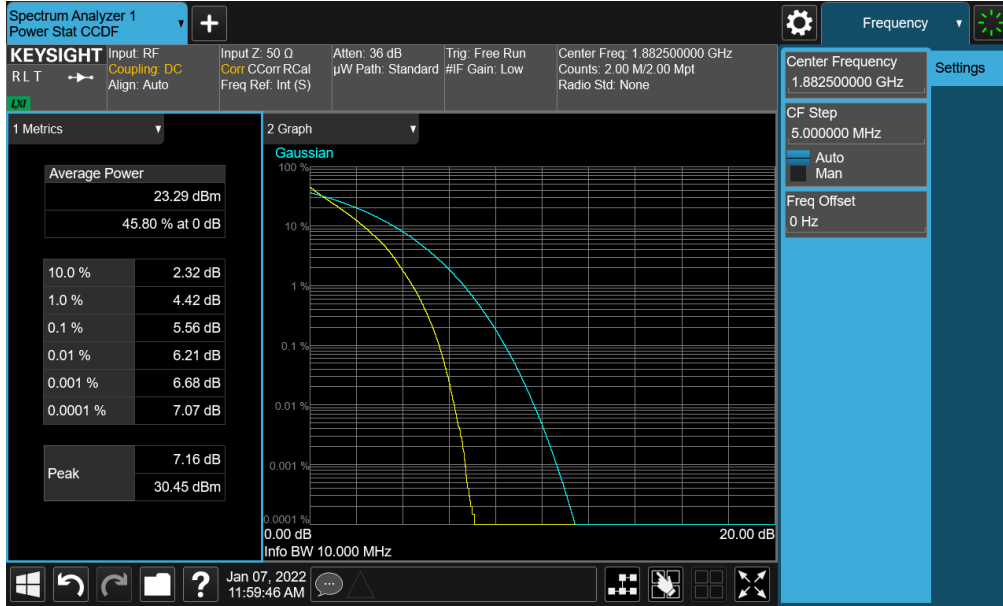 Spectrum Analyzer 1
Power Stat CCDF
Frequency
KEYSIGHT
R L T
LXI
Input: RF
Coupling: DC
Align: Auto
Input Z: 50 Ω
Corr CCorr RCal
Freq Ref: Int (S)
Atten: 36 dB
µW Path: Standard
Trig: Free Run
#IF Gain: Low
Center Freq: 1.882500000 GHz
Counts: 2.00 M/2.00 Mpt
Radio Std: None
Center Frequency
1.882500000 GHz
Settings
CF Step
5.000000 MHz
Auto
Man
Freq Offset
0 Hz
1 Metrics
Average Power
23.29 dBm
45.80 % at 0 dB
10.0 % 2.32 dB
1.0 % 4.42 dB
0.1 % 5.56 dB
0.01 % 6.21 dB
0.001 % 6.68 dB
0.0001 % 7.07 dB
Peak
7.16 dB
30.45 dBm
2 Graph
Gaussian
100 %
10 %
1 %
0.1 %
0.01 %
0.001 %
0.0001 %
0.00 dB 20.00 dB
Info BW 10.000 MHz
?
Jan 07, 2022
11:59:46 AM